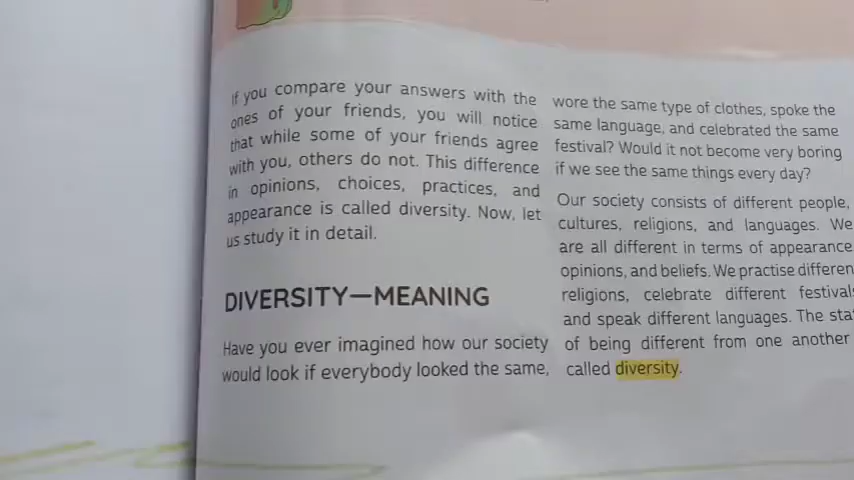 If you compare your answers with the
ones of your friends, you will notice
that while some of your friends agree
with you, others do not. This difference
in opinions, choices, practices, and
appearance is called diversity. Now, let
us study it in detail.
DIVERSITY—MEANING
Have you ever imagined how our society
would look if everybody looked the same,
wore the same type of clothes, spoke the
same language, and celebrated the same
festival? Would it not become very boring
if we see the same things every day?
Our society consists of different people,
cultures, religions, and languages. We
are all different in terms of appearance
opinions, and beliefs. We practise differen
religions, celebrate different festivals
and speak different languages. The sta
of being different from one another
called diversity.